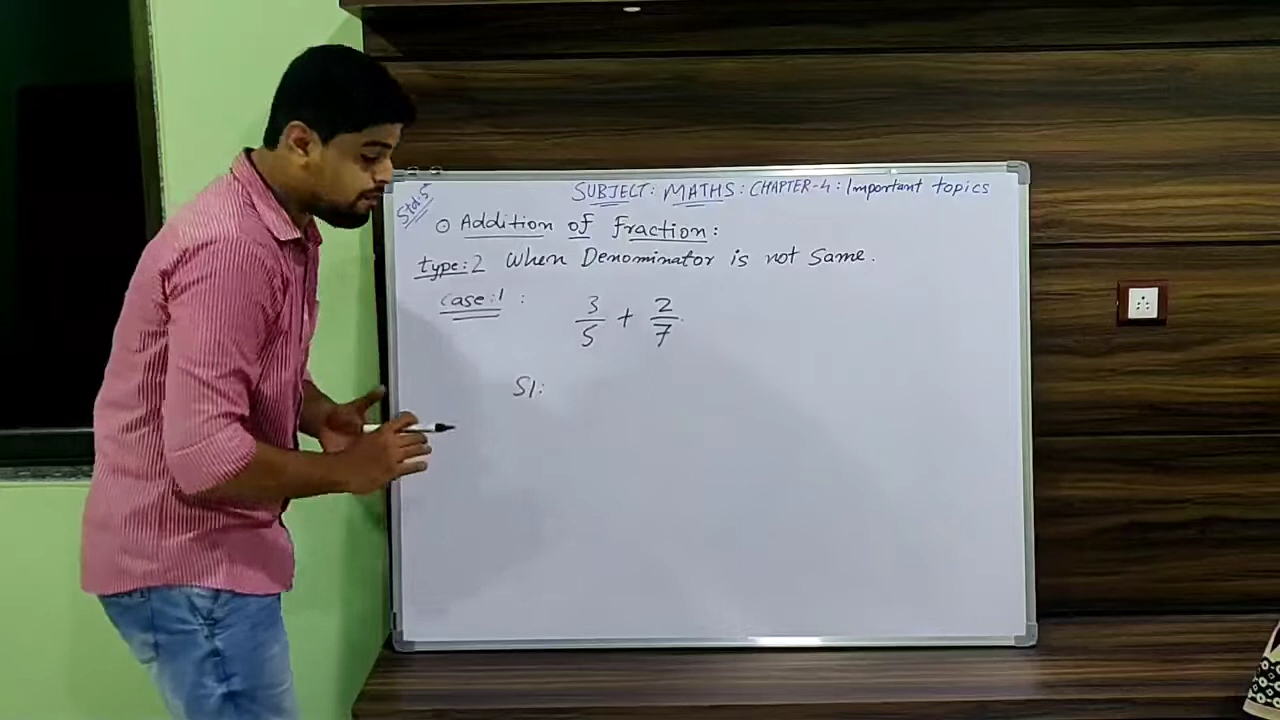 Std:5
SUBJECT: MATHS: CHAPTER-4: Important topics
⊙ Addition of Fraction:
type:2 When Denominator is not Same.
Case:1 : 3/5 + 2/7
S1: